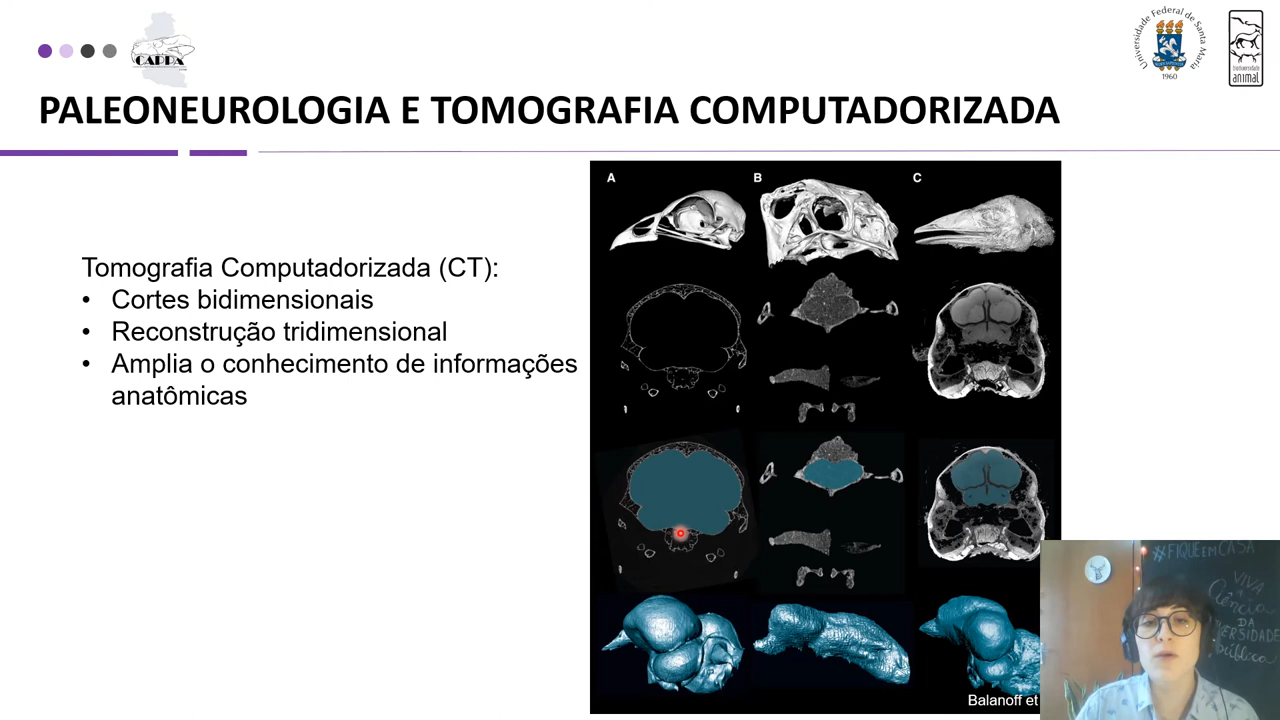 CAPPA
Universidade Federal de Santa Maria
1960
animal
PALEONEUROLOGIA E TOMOGRAFIA COMPUTADORIZADA
Tomografia Computadorizada (CT):
• Cortes bidimensionais
• Reconstrução tridimensional
• Amplia o conhecimento de informações
anatômicas
A B C
Balanoff et
#FIQUEEMCASA
VIVA
A
Ciência
DA
pública